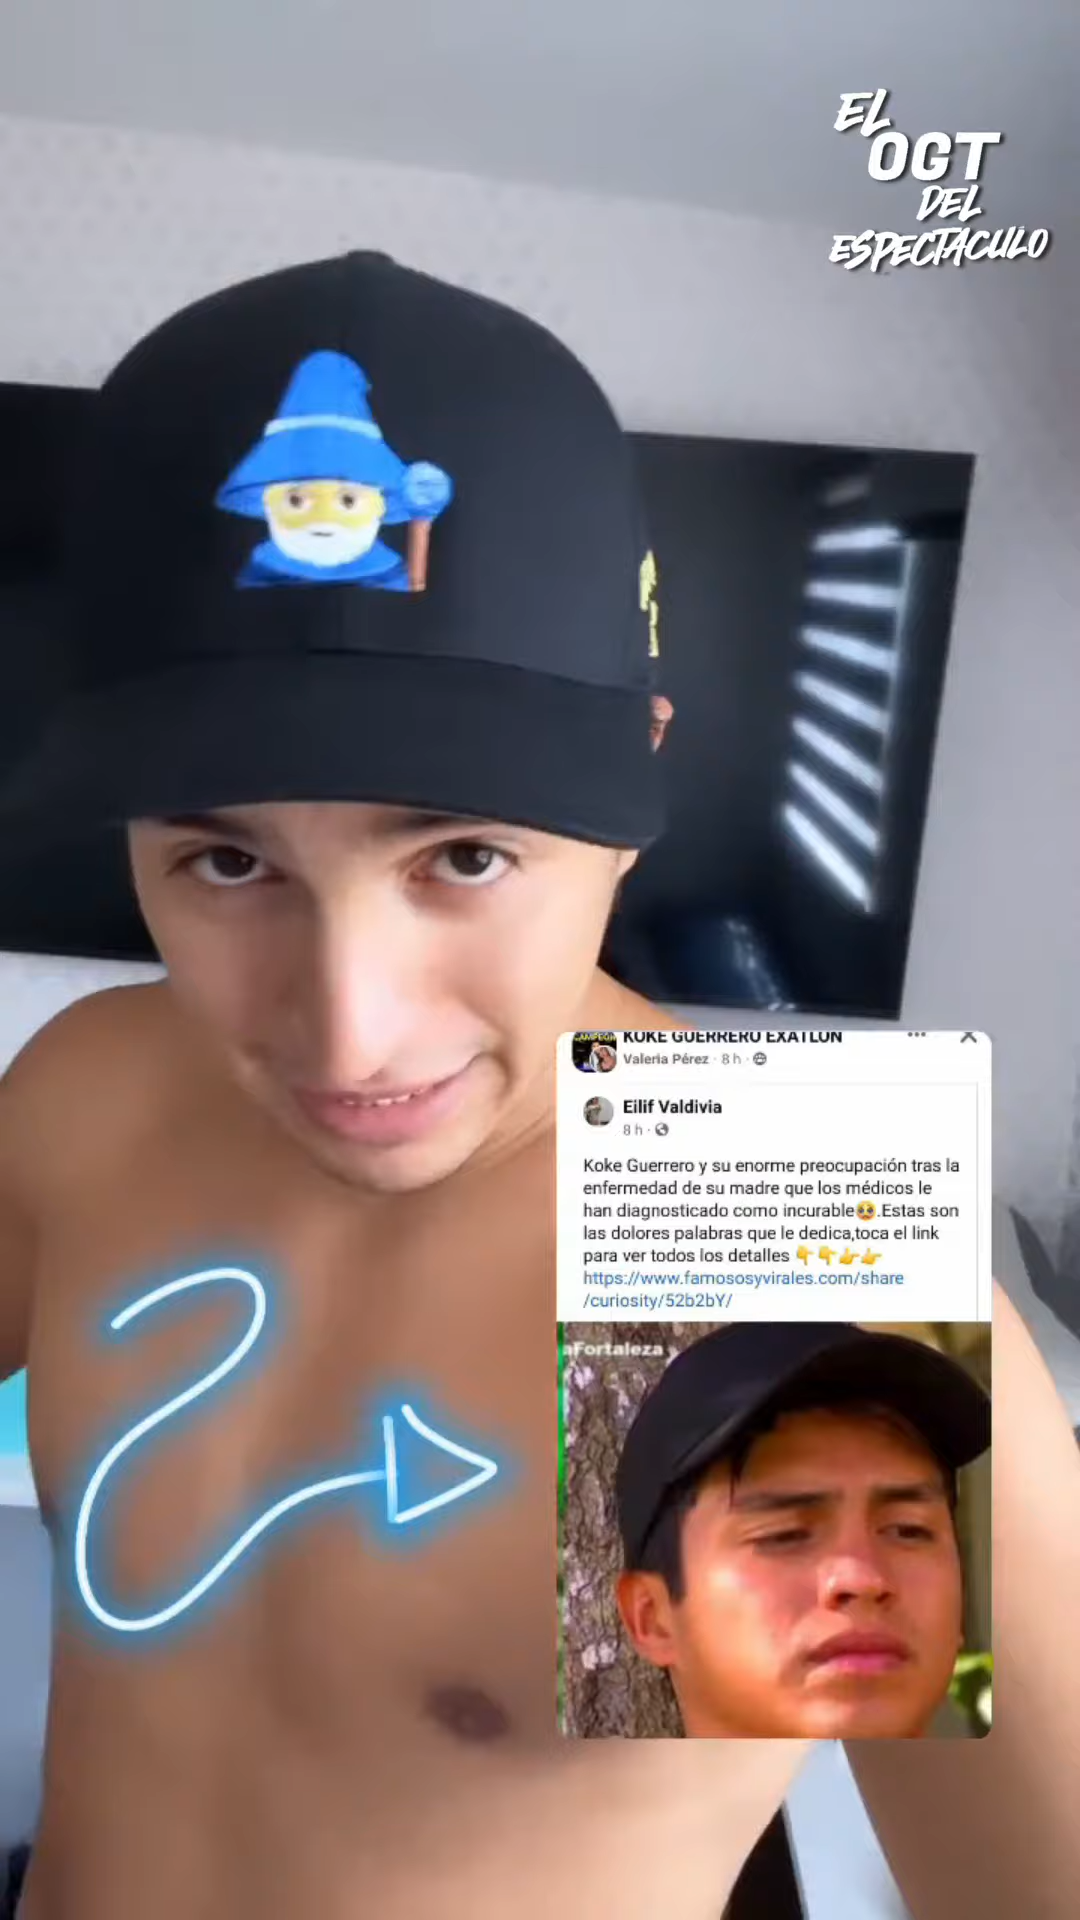 EL
OGT
DEL
ESPECTACULO
KOKE GUERRERO EXATLON
Valeria Pérez · 8 h ·
Eilif Valdivia
8 h ·
Koke Guerrero y su enorme preocupación tras la
enfermedad de su madre que los médicos le
han diagnosticado como incurable🥹.Estas son
las dolores palabras que le dedica,toca el link
para ver todos los detalles 👇👇👉👉
https://www.famososyvirales.com/share
/curiosity/52b2bY/
aFortaleza